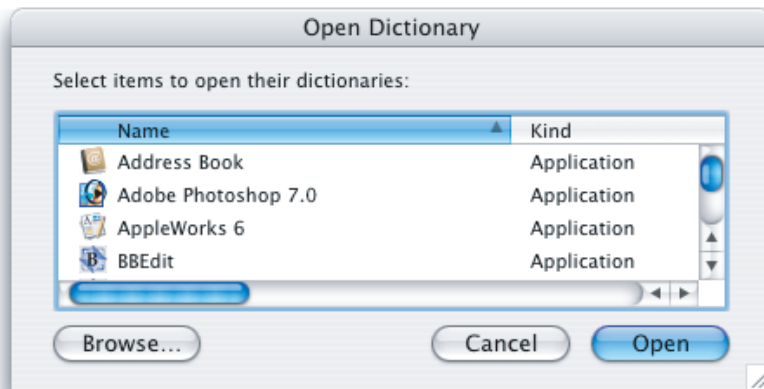 Open Dictionary
Select items to open their dictionaries:
Name Kind
Address Book Application
Adobe Photoshop 7.0 Application
AppleWorks 6 Application
BBEdit Application
Browse... Cancel Open